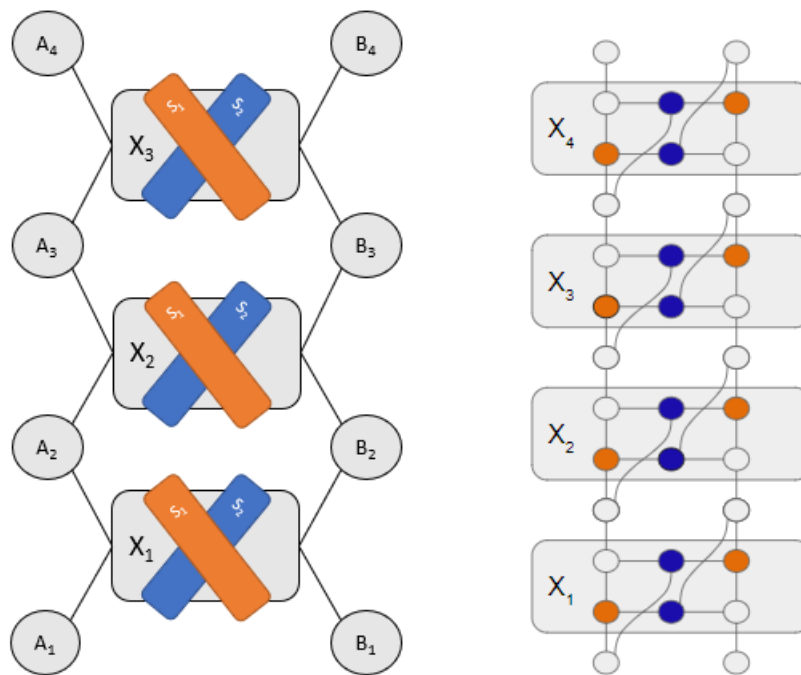 A₄
B₄
S₁
S₂
X₃
A₃
B₃
S₁
S₂
X₂
A₂
B₂
S₁
S₂
X₁
A₁
B₁
X₄
X₃
X₂
X₁